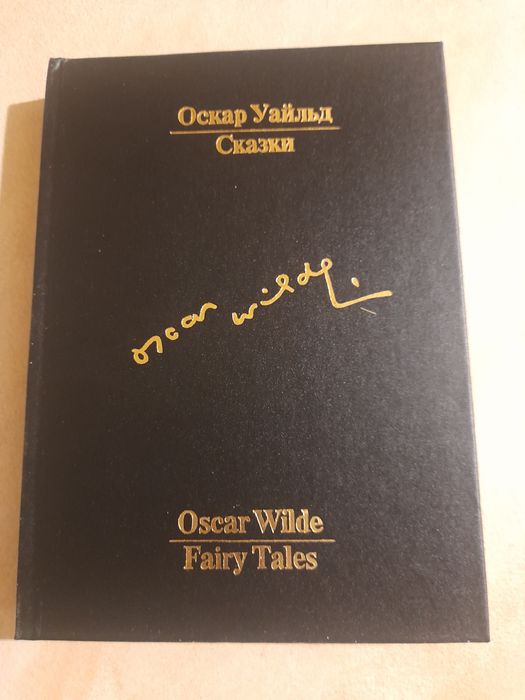 Оскар Уайльд
Сказки
oscar wilde
Oscar Wilde
Fairy Tales